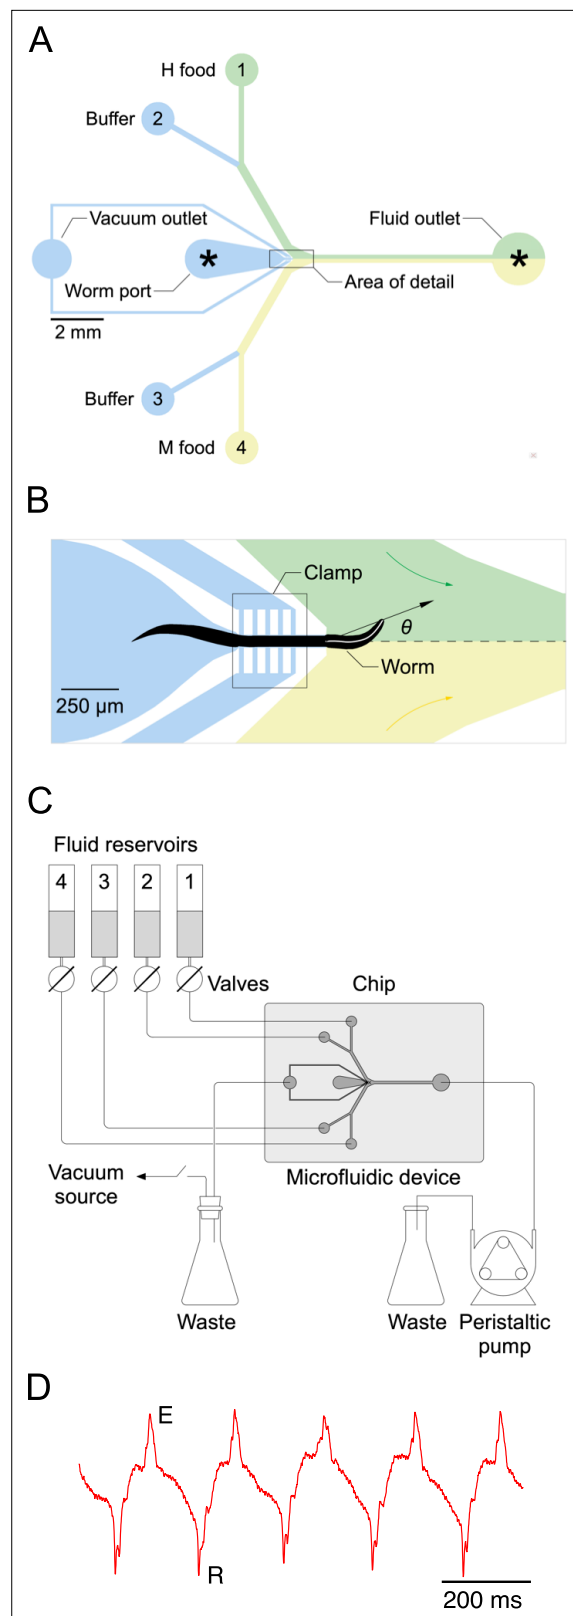 A
H food
1
Buffer
2
Vacuum outlet
Fluid outlet
*
*
Worm port
Area of detail
2 mm
Buffer
3
M food
4
B
Clamp
θ
Worm
250 µm
C
Fluid reservoirs
4
3
2
1
Valves
Chip
Vacuum
source
Microfluidic device
Waste
Waste
Peristaltic
pump
D
E
R
200 ms